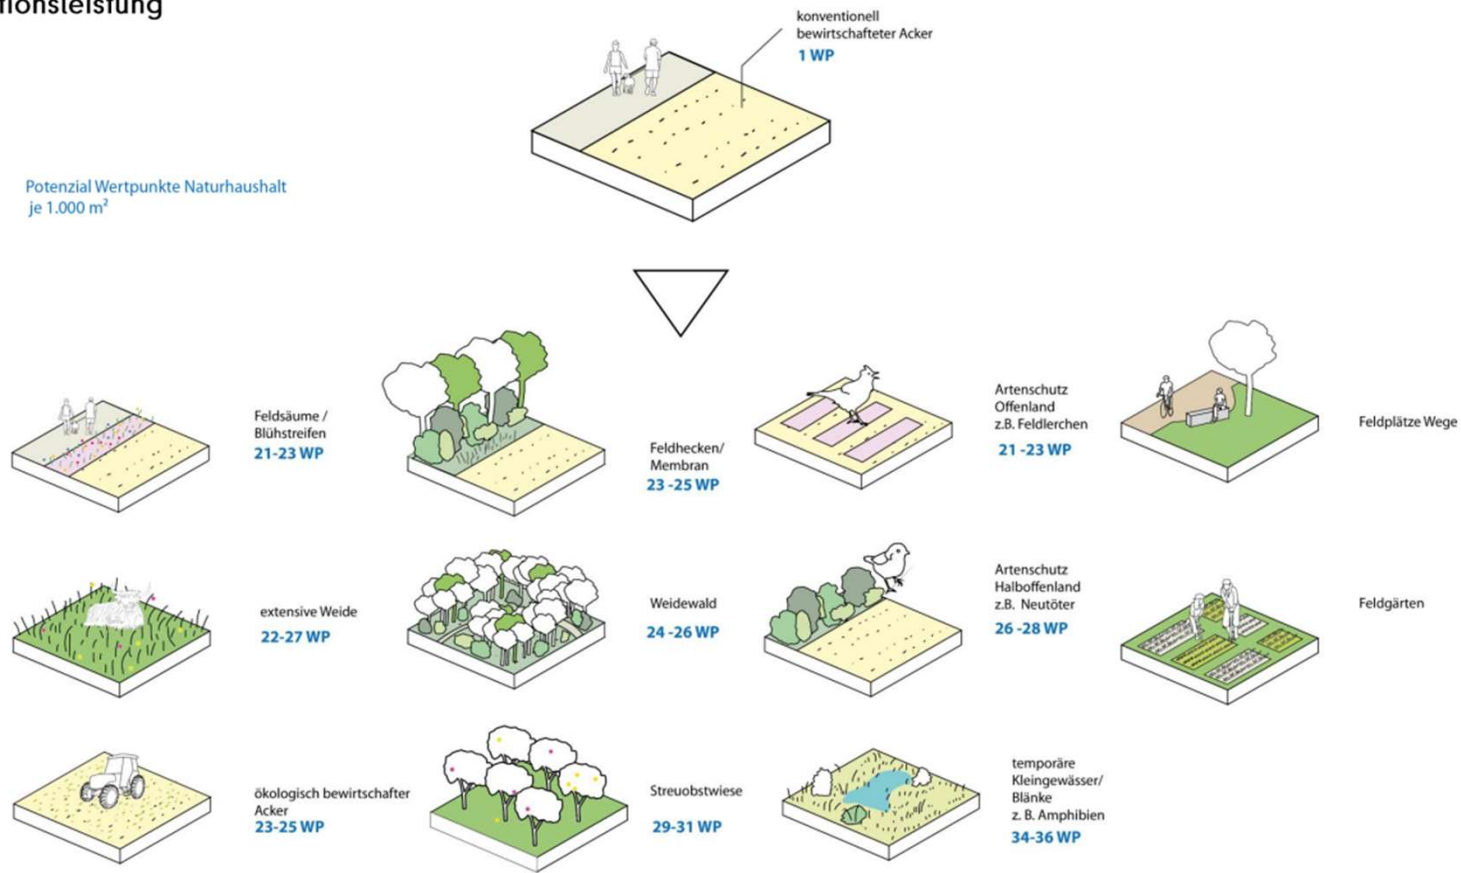 tionsleistung
konventionell
bewirtschafteter Acker
1 WP
Potenzial Wertpunkte Naturhaushalt
je 1.000 m²
Feldsäume /
Blühstreifen
21-23 WP
Feldhecken/
Membran
23 -25 WP
Artenschutz
Offenland
z.B. Feldlerchen
21 -23 WP
Feldplätze Wege
extensive Weide
22-27 WP
Weidewald
24 -26 WP
Artenschutz
Halboffenland
z.B. Neutöter
26 -28 WP
Feldgärten
ökologisch bewirtschafter
Acker
23-25 WP
Streuobstwiese
29-31 WP
temporäre
Kleingewässer/
Blänke
z. B. Amphibien
34-36 WP